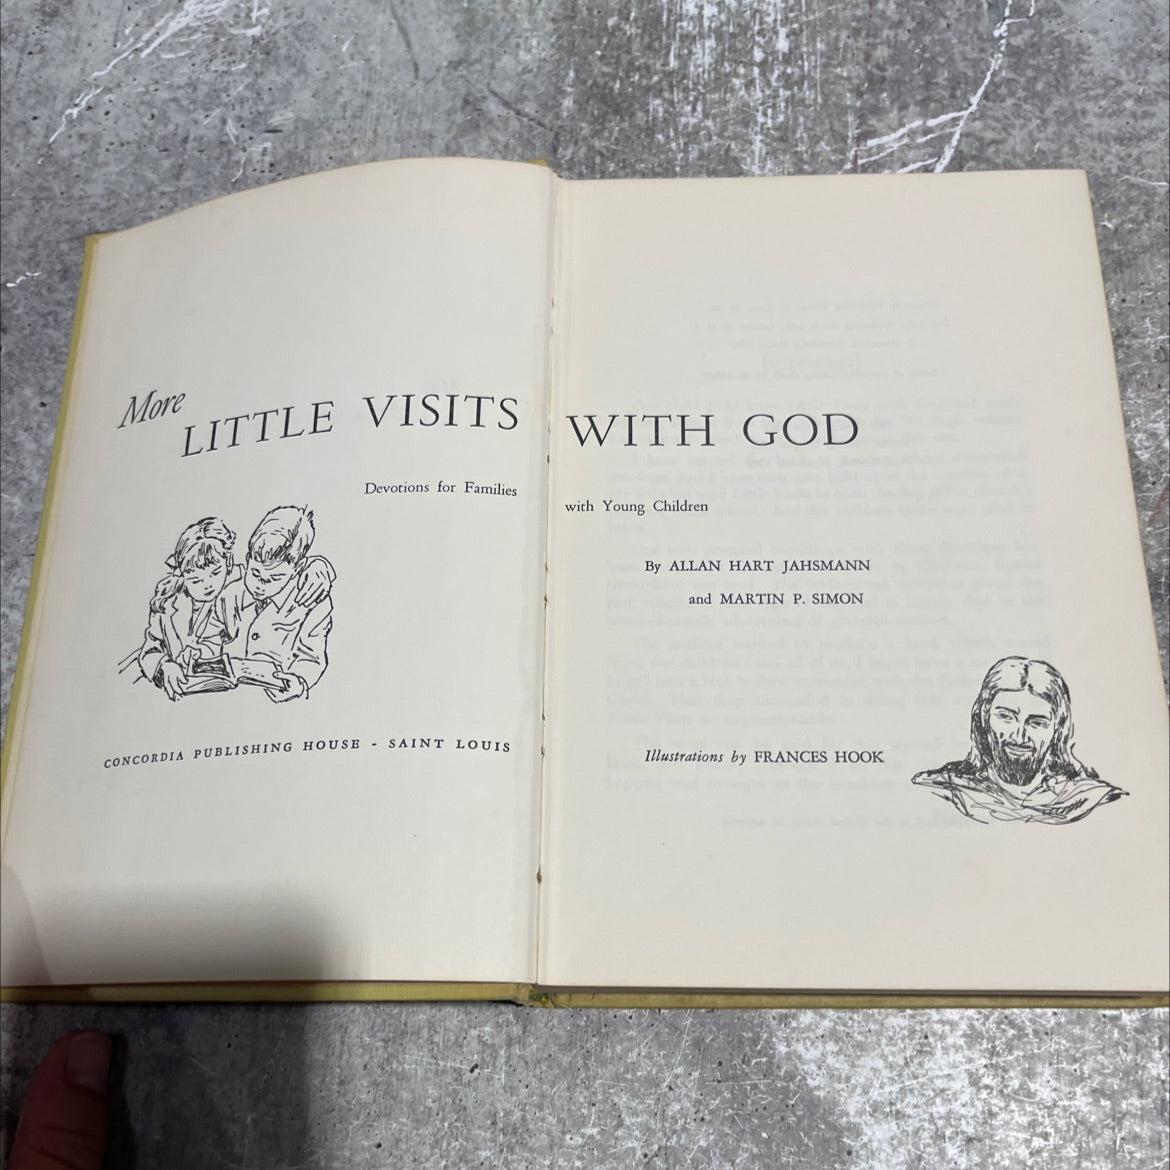 More
LITTLE VISITS WITH GOD
Devotions for Families with Young Children
By ALLAN HART JAHSMANN
and MARTIN P. SIMON
CONCORDIA PUBLISHING HOUSE - SAINT LOUIS
Illustrations by FRANCES HOOK